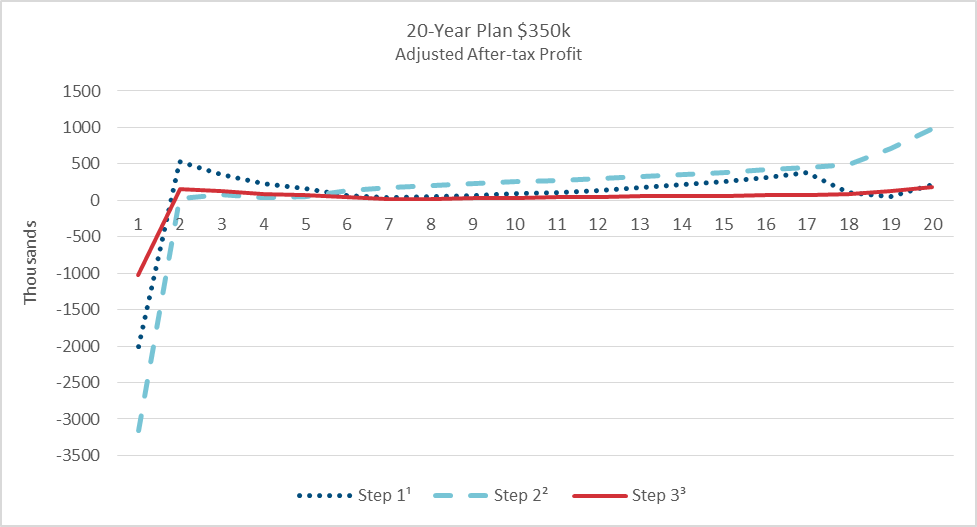 20-Year Plan $350k
Adjusted After-tax Profit
Thousands
1500
1000
500
0
-500
-1000
-1500
-2000
-2500
-3000
-3500
1 2 3 4 5 6 7 8 9 10 11 12 13 14 15 16 17 18 19 20
Step 1¹ Step 2² Step 3³